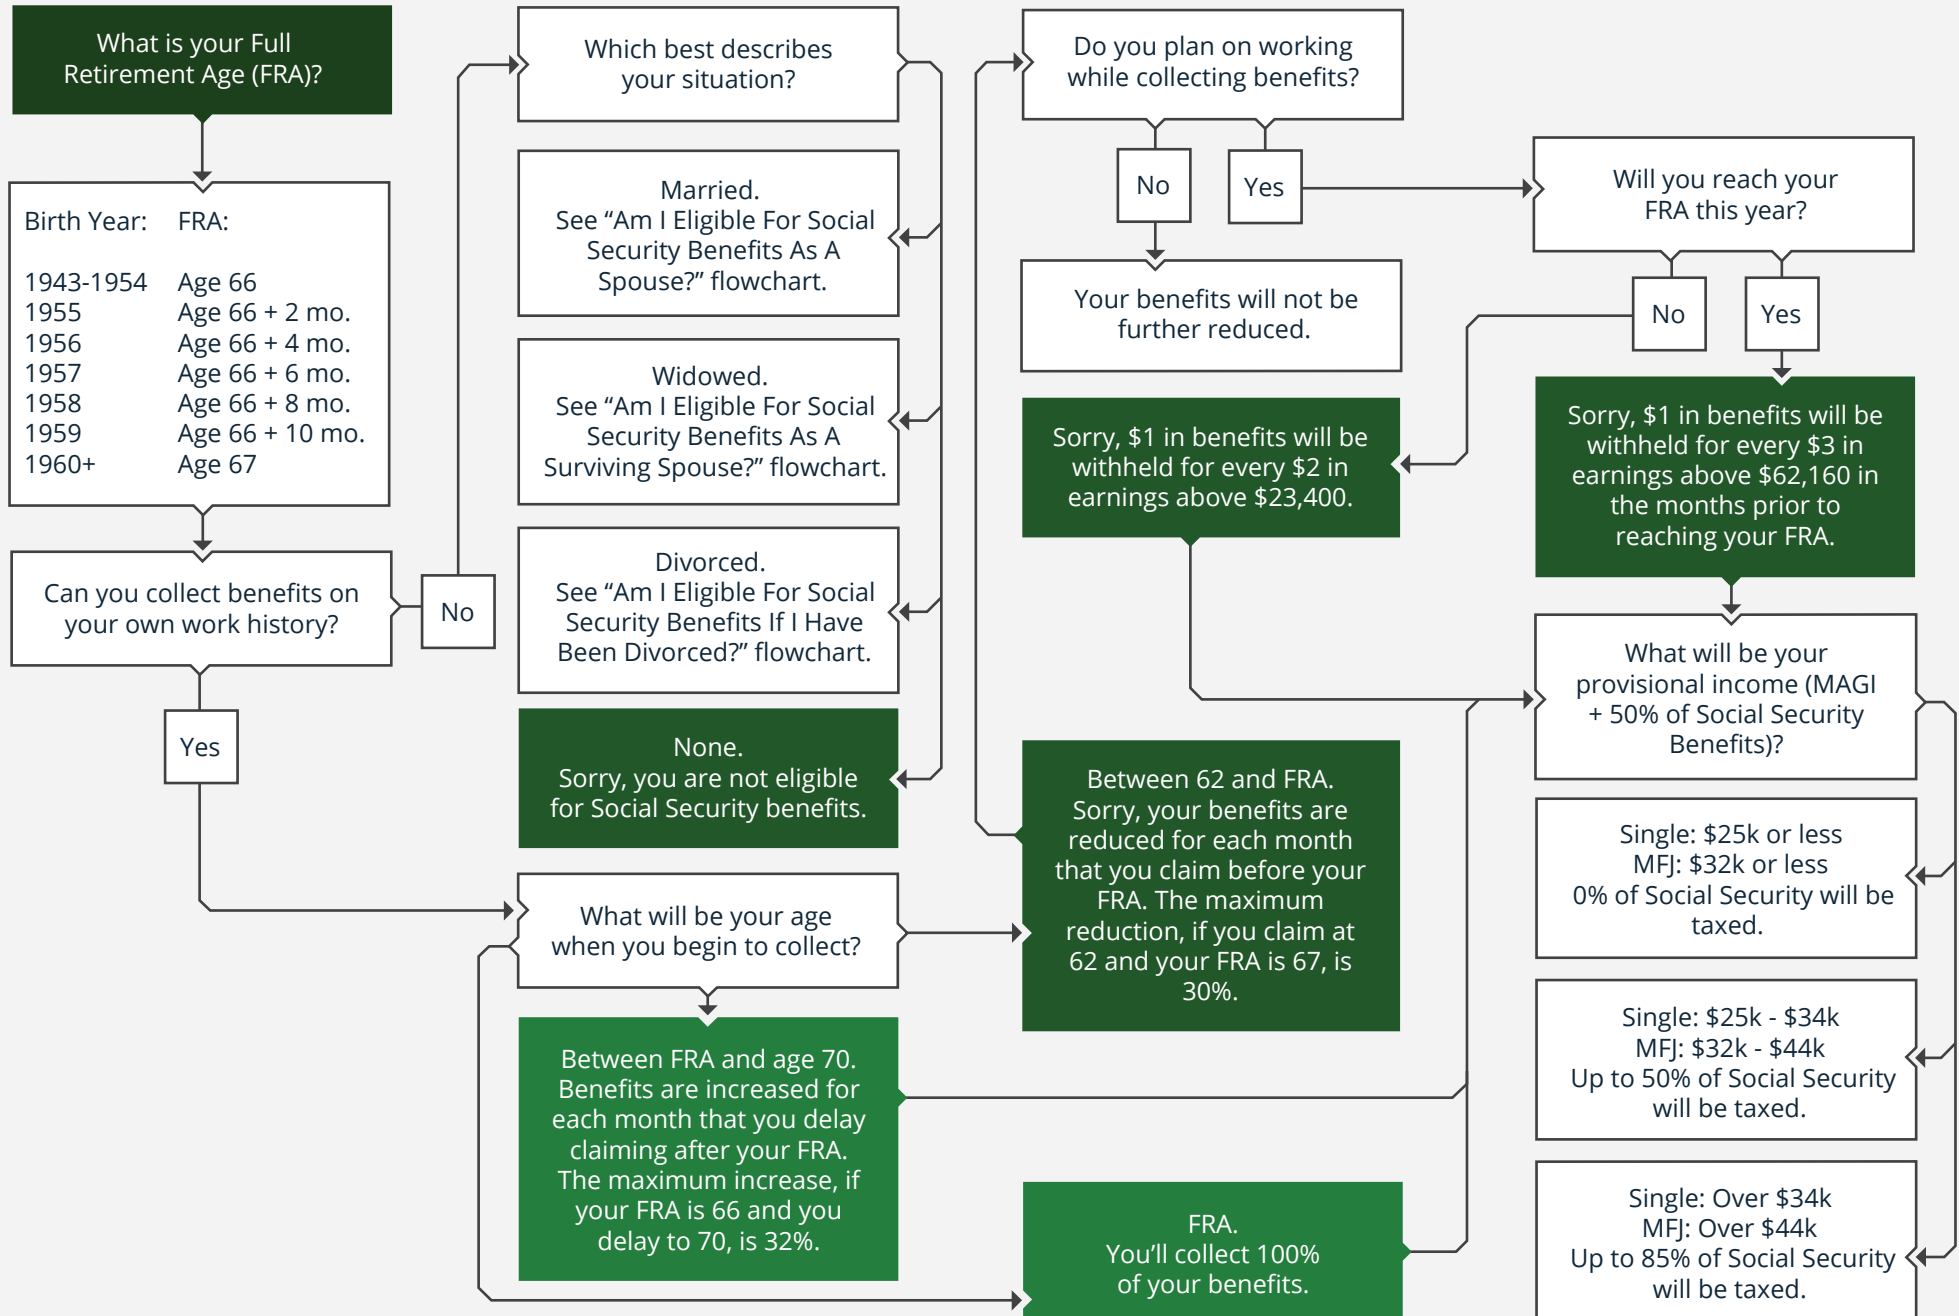 What is your Full
Retirement Age (FRA)?
Birth Year: FRA:
1943-1954 Age 66
1955 Age 66 + 2 mo.
1956 Age 66 + 4 mo.
1957 Age 66 + 6 mo.
1958 Age 66 + 8 mo.
1959 Age 66 + 10 mo.
1960+ Age 67
Can you collect benefits on
your own work history?
No
Yes
Which best describes
your situation?
Married.
See “Am I Eligible For Social
Security Benefits As A
Spouse?” flowchart.
Widowed.
See “Am I Eligible For Social
Security Benefits As A
Surviving Spouse?” flowchart.
Divorced.
See “Am I Eligible For Social
Security Benefits If I Have
Been Divorced?” flowchart.
None.
Sorry, you are not eligible
for Social Security benefits.
What will be your age
when you begin to collect?
Between FRA and age 70.
Benefits are increased for
each month that you delay
claiming after your FRA.
The maximum increase, if
your FRA is 66 and you
delay to 70, is 32%.
Do you plan on working
while collecting benefits?
No
Yes
Your benefits will not be
further reduced.
Sorry, $1 in benefits will be
withheld for every $2 in
earnings above $23,400.
Between 62 and FRA.
Sorry, your benefits are
reduced for each month
that you claim before your
FRA. The maximum
reduction, if you claim at
62 and your FRA is 67, is
30%.
FRA.
You’ll collect 100%
of your benefits.
Will you reach your
FRA this year?
No
Yes
Sorry, $1 in benefits will be
withheld for every $3 in
earnings above $62,160 in
the months prior to
reaching your FRA.
What will be your
provisional income (MAGI
+ 50% of Social Security
Benefits)?
Single: $25k or less
MFJ: $32k or less
0% of Social Security will be
taxed.
Single: $25k - $34k
MFJ: $32k - $44k
Up to 50% of Social Security
will be taxed.
Single: Over $34k
MFJ: Over $44k
Up to 85% of Social Security
will be taxed.